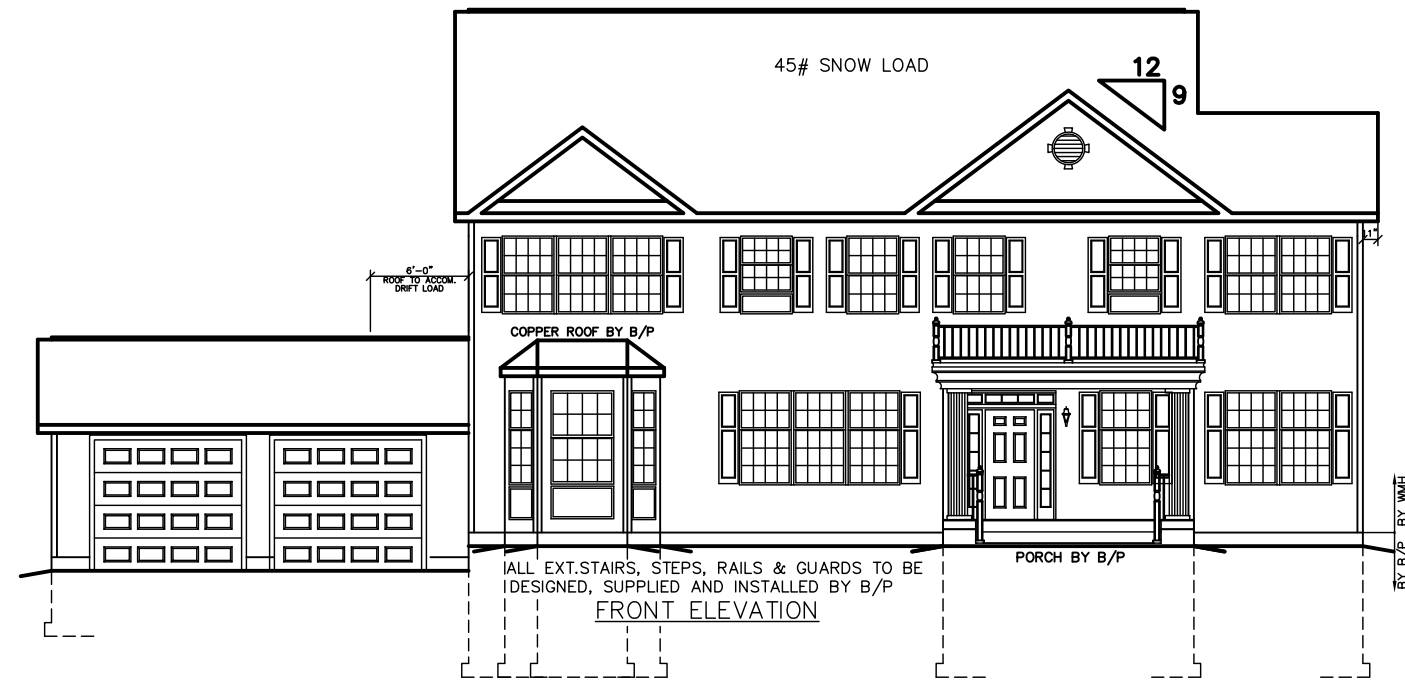 45# SNOW LOAD
12
9
1"
6'-0"
ROOF TO ACCOM.
DRIFT LOAD
COPPER ROOF BY B/P
BY WMH
BY B/P
PORCH BY B/P
ALL EXT.STAIRS, STEPS, RAILS & GUARDS TO BE
DESIGNED, SUPPLIED AND INSTALLED BY B/P
FRONT ELEVATION